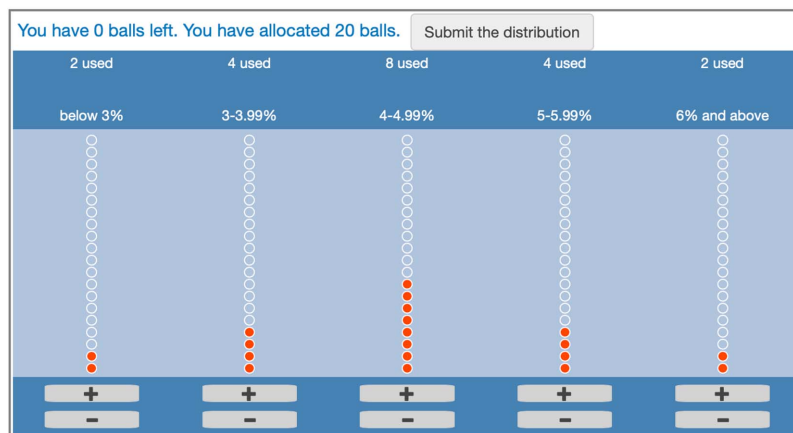 You have 0 balls left. You have allocated 20 balls. Submit the distribution
2 used 4 used 8 used 4 used 2 used
below 3% 3-3.99% 4-4.99% 5-5.99% 6% and above
+ + + + +
- - - - -